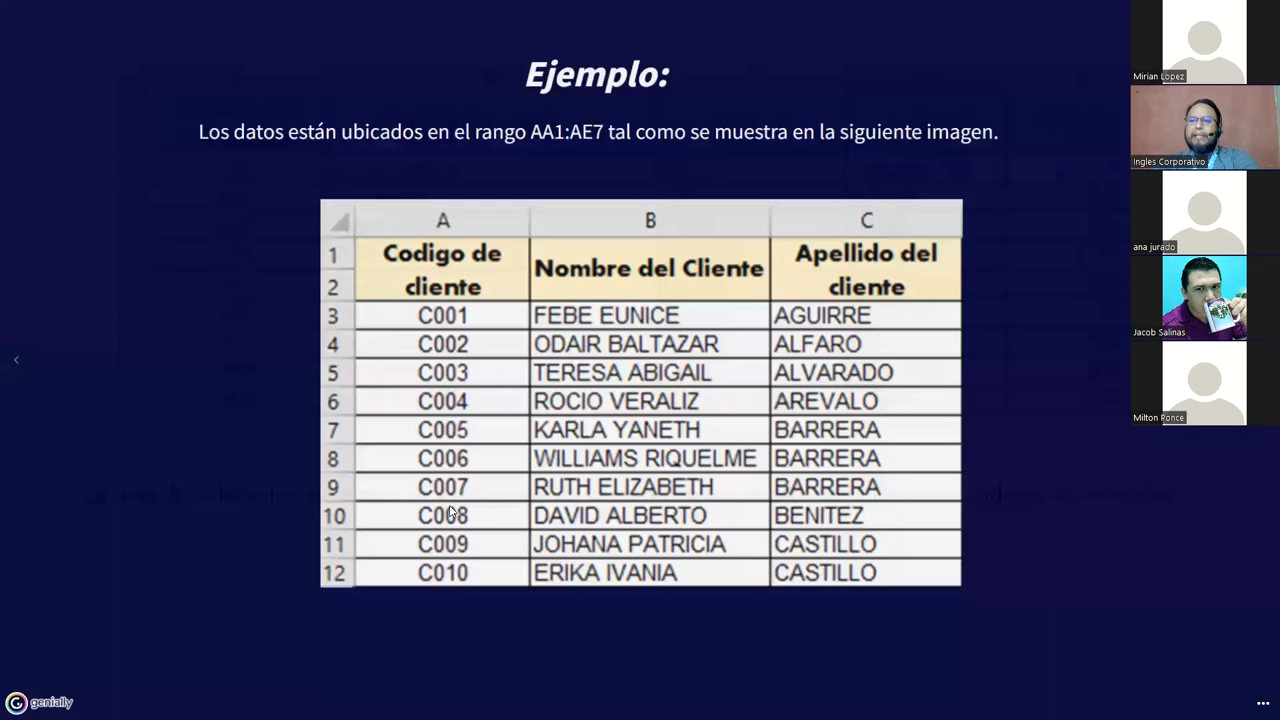 Ejemplo:
Los datos están ubicados en el rango AA1:AE7 tal como se muestra en la siguiente imagen.
A B C
1 Codigo de Nombre del Cliente Apellido del
2 cliente cliente
3 C001 FEBE EUNICE AGUIRRE
4 C002 ODAIR BALTAZAR ALFARO
5 C003 TERESA ABIGAIL ALVARADO
6 C004 ROCIO VERALIZ AREVALO
7 C005 KARLA YANETH BARRERA
8 C006 WILLIAMS RIQUELME BARRERA
9 C007 RUTH ELIZABETH BARRERA
10 C008 DAVID ALBERTO BENITEZ
11 C009 JOHANA PATRICIA CASTILLO
12 C010 ERIKA IVANIA CASTILLO
genially
Mirian Lopez
Ingles Corporativo
ana jurado
Jacob Salinas
Milton Ponce